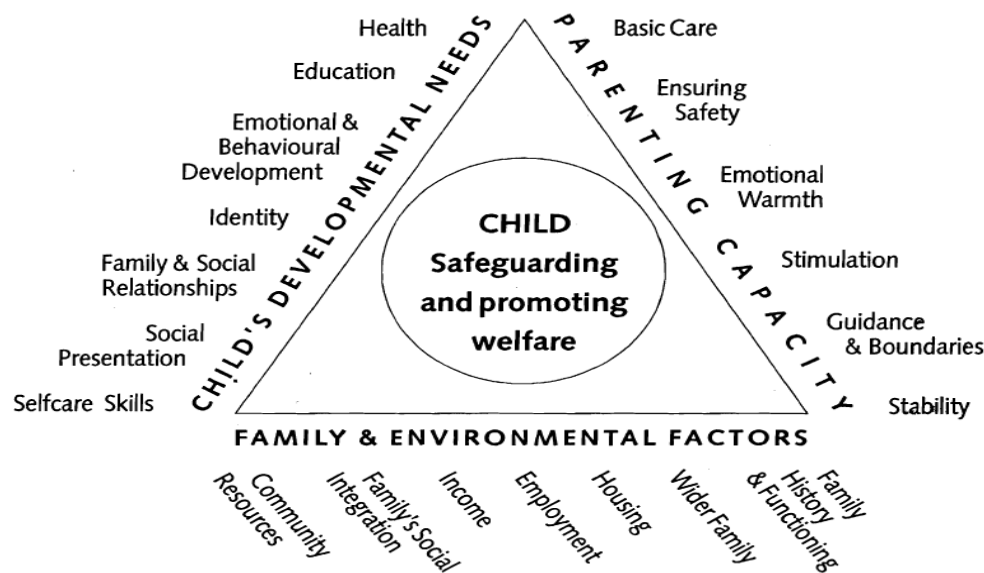 Health
Education
Emotional &
Behavioural
Development
Identity
Family & Social
Relationships
Social
Presentation
Selfcare Skills
CHILD'S DEVELOPMENTAL NEEDS
PARENTING CAPACITY
Basic Care
Ensuring
Safety
Emotional
Warmth
Stimulation
Guidance
& Boundaries
Stability
CHILD
Safeguarding
and promoting
welfare
FAMILY & ENVIRONMENTAL FACTORS
Community
Resources
Family's Social
Integration
Income
Employment
Housing
Wider Family
Family
History
& Functioning